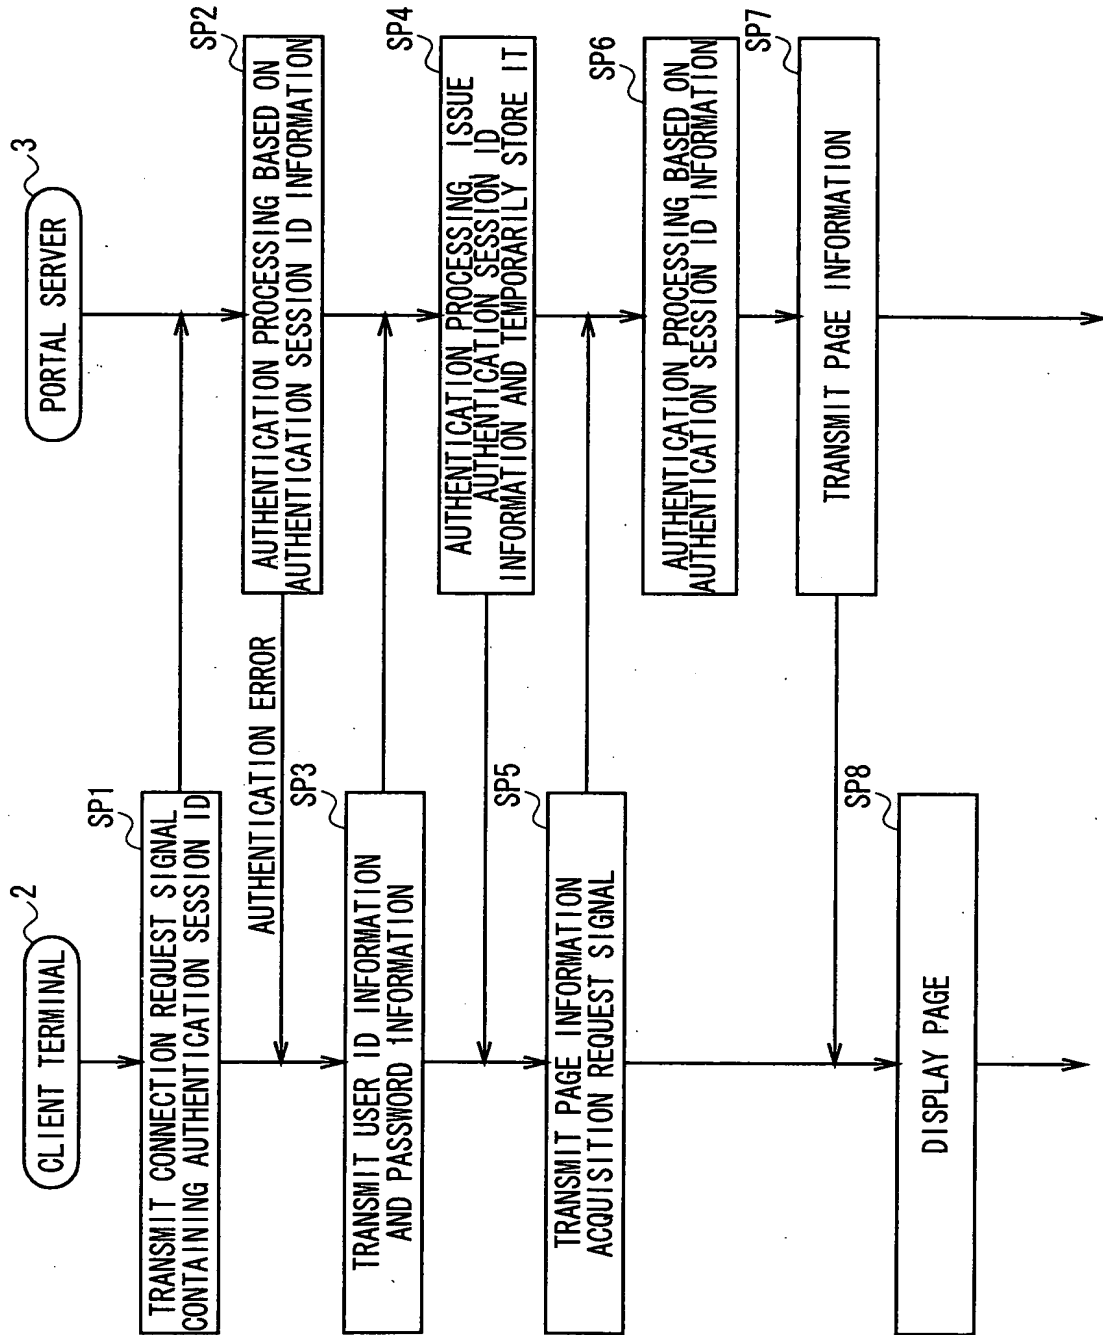 CLIENT TERMINAL
2
PORTAL SERVER
3
SP1
TRANSMIT CONNECTION REQUEST SIGNAL
CONTAINING AUTHENTICATION SESSION ID
SP2
AUTHENTICATION PROCESSING BASED ON
AUTHENTICATION SESSION ID INFORMATION
AUTHENTICATION ERROR
SP3
TRANSMIT USER ID INFORMATION
AND PASSWORD INFORMATION
SP4
AUTHENTICATION PROCESSING ISSUE
AUTHENTICATION SESSION ID
INFORMATION AND TEMPORARILY STORE IT
SP5
TRANSMIT PAGE INFORMATION
ACQUISITION REQUEST SIGNAL
SP6
AUTHENTICATION PROCESSED BASED ON
AUTHENTICATION SESSION ID INFORMATION
SP7
TRANSMIT PAGE INFORMATION
SP8
DISPLAY PAGE